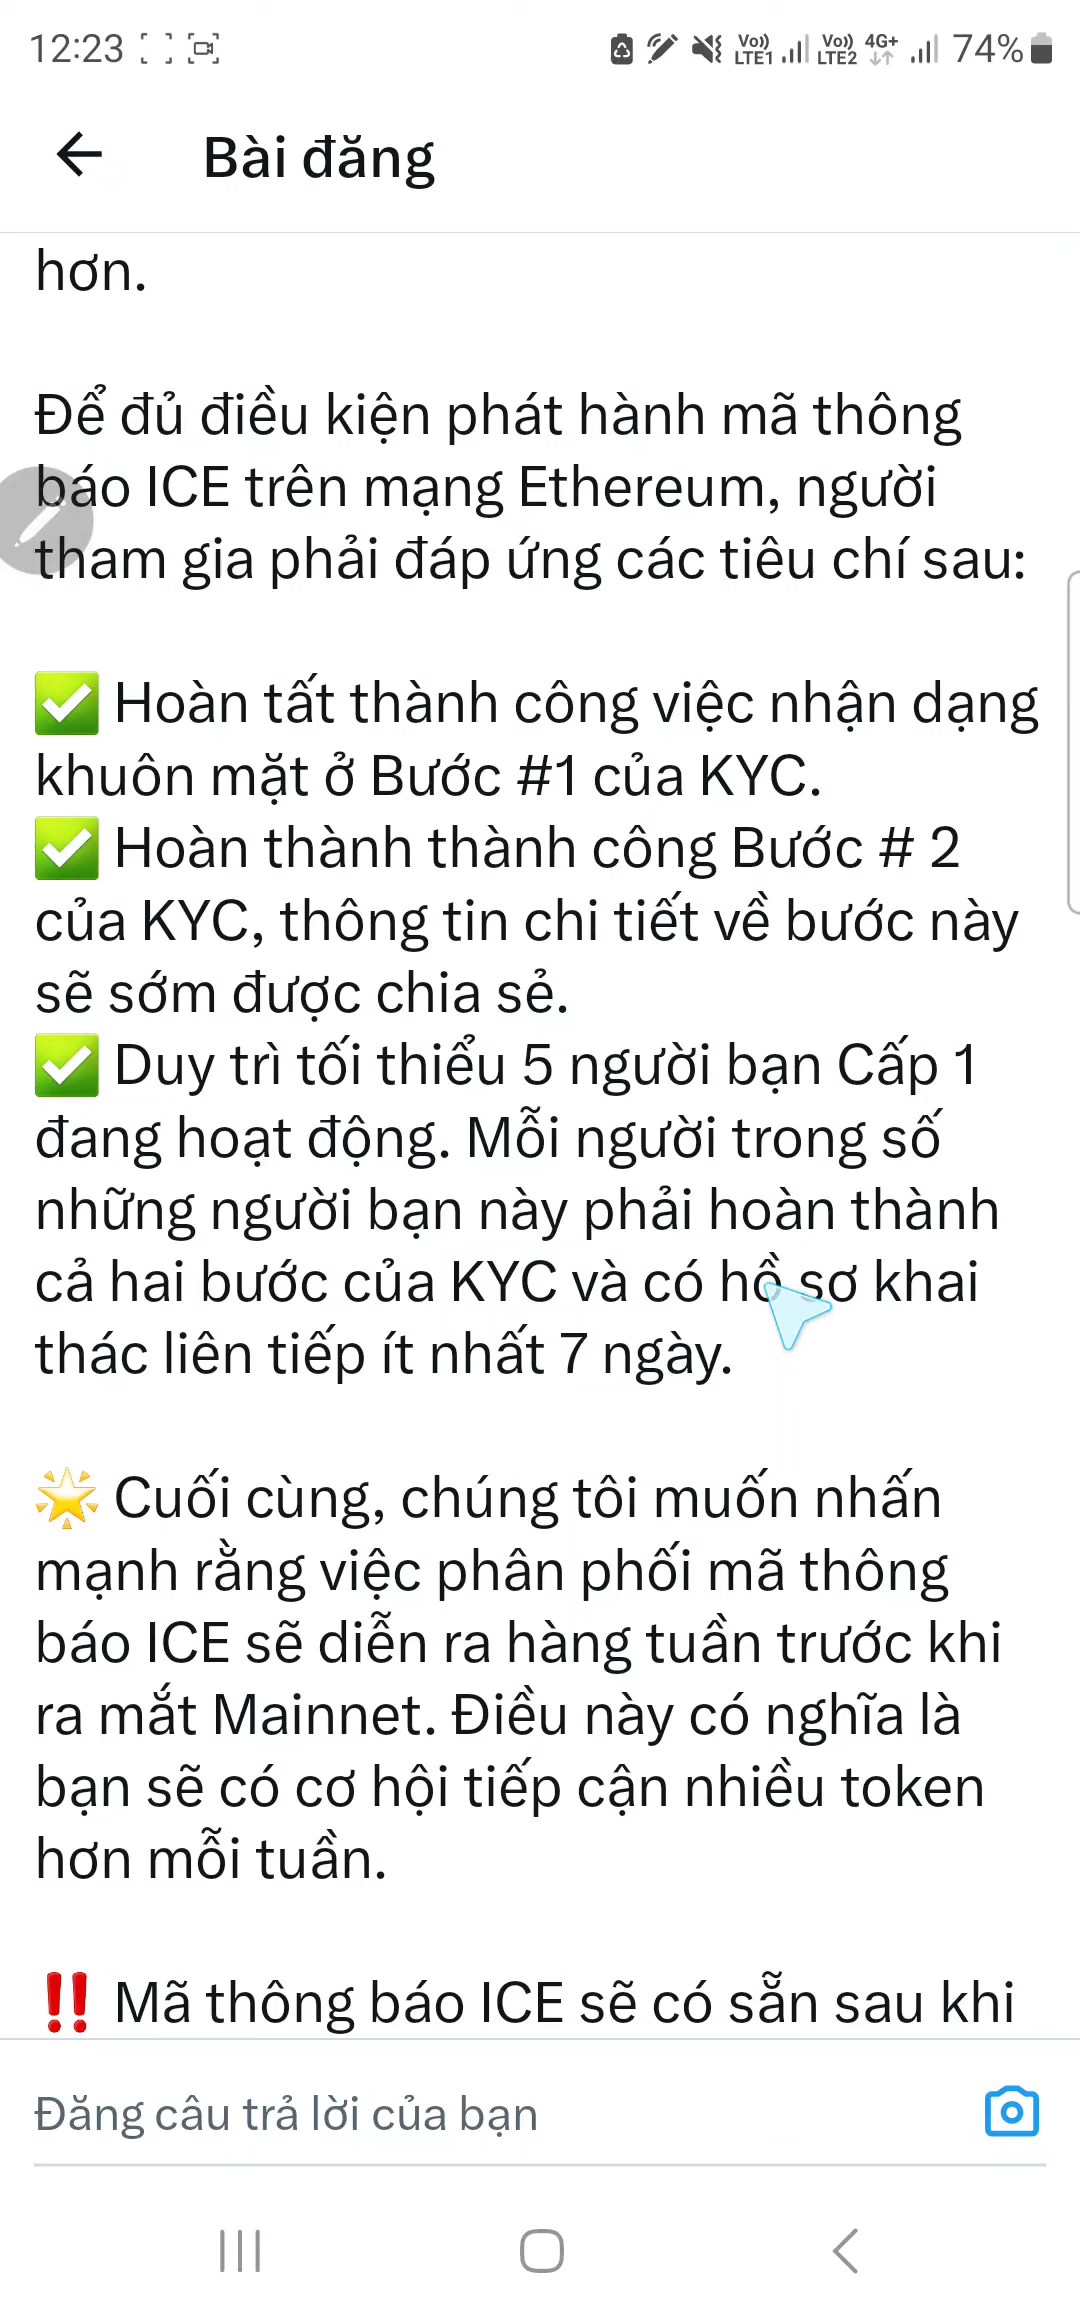 12:23
Vo)) LTE1 Vo)) LTE2 4G+ 74%
Bài đăng
hơn.
Để đủ điều kiện phát hành mã thông
báo ICE trên mạng Ethereum, người
tham gia phải đáp ứng các tiêu chí sau:
✅ Hoàn tất thành công việc nhận dạng
khuôn mặt ở Bước #1 của KYC.
✅ Hoàn thành thành công Bước # 2
của KYC, thông tin chi tiết về bước này
sẽ sớm được chia sẻ.
✅ Duy trì tối thiểu 5 người bạn Cấp 1
đang hoạt động. Mỗi người trong số
những người bạn này phải hoàn thành
cả hai bước của KYC và có hồ sơ khai
thác liên tiếp ít nhất 7 ngày.
🌟 Cuối cùng, chúng tôi muốn nhấn
mạnh rằng việc phân phối mã thông
báo ICE sẽ diễn ra hàng tuần trước khi
ra mắt Mainnet. Điều này có nghĩa là
bạn sẽ có cơ hội tiếp cận nhiều token
hơn mỗi tuần.
‼️ Mã thông báo ICE sẽ có sẵn sau khi
Đăng câu trả lời của bạn